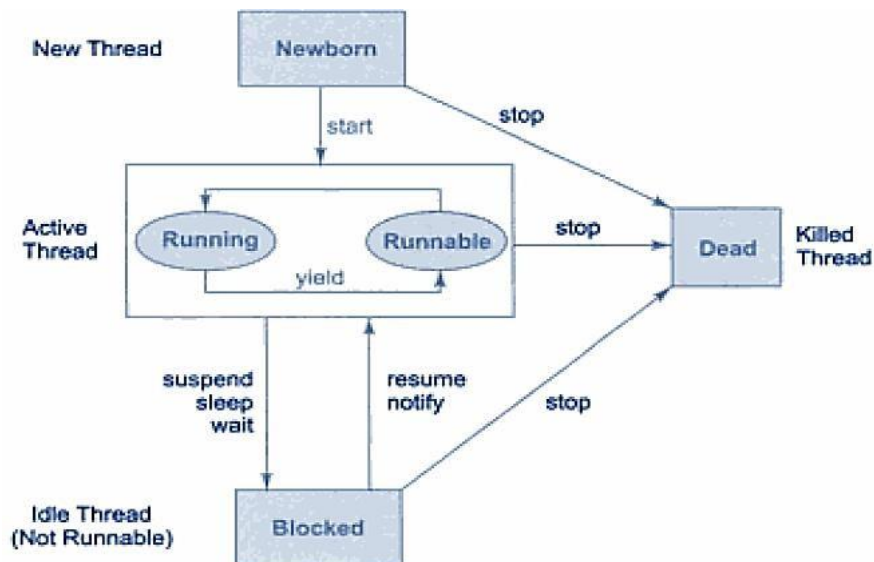 New Thread
Newborn
start
stop
Active
Thread
Running
Runnable
yield
stop
Dead
Killed
Thread
suspend
sleep
wait
resume
notify
stop
Idle Thread
(Not Runnable)
Blocked